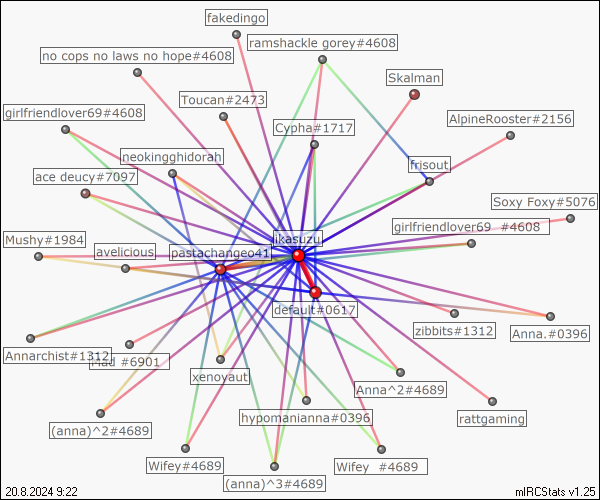 fakedingo
ramshackle gorey#4608
no cops no laws no hope#4608
Skalman
Toucan#2473
girlfriendlover69#4608
AlpineRooster#2156
Cypha#1717
neokingghidorah
frisout
ace deucy#7097
Soxy Foxy#5076
girlfriendlover69 #4608
Mushy#1984
likasuzu
avelicious
pastachangeo41
default#0617
zibbits#1312
Anna.#0396
Annarchist#1312
Mad #6901
xenoyaut
Anna^2#4689
hypomanianna#0396
rattgaming
(anna)^2#4689
Wifey#4689
Wifey #4689
(anna)^3#4689
20.8.2024 9:22
mIRCStats v1.25